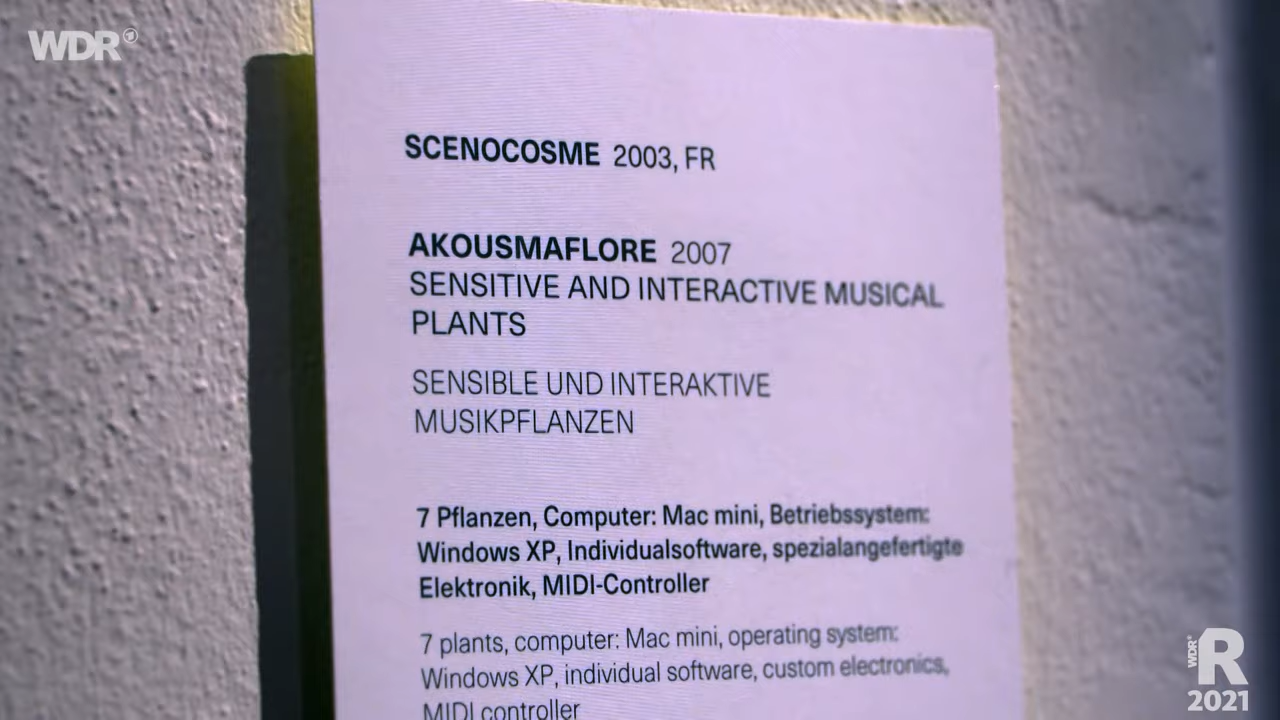 WDR
SCENOCOSME 2003, FR
AKOUSMAFLORE 2007
SENSITIVE AND INTERACTIVE MUSICAL
PLANTS
SENSIBLE UND INTERAKTIVE
MUSIKPFLANZEN
7 Pflanzen, Computer: Mac mini, Betriebssystem:
Windows XP, Individualsoftware, spezialangefertigte
Elektronik, MIDI-Controller
7 plants, computer: Mac mini, operating system:
Windows XP, individual software, custom electronics,
MIDI controller
WDR R
2021